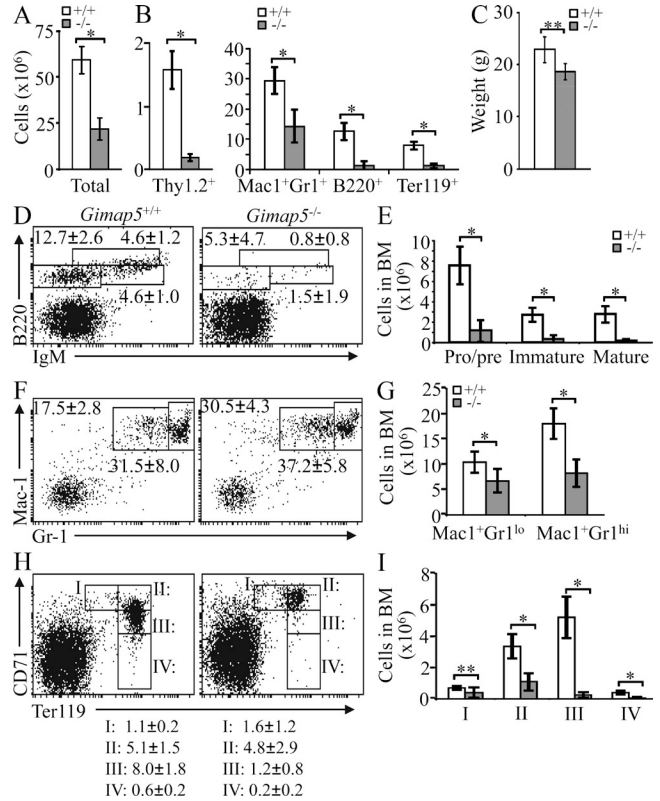 A
+/+
-/-
B
+/+
-/-
C
+/+
-/-
Cells (x10⁶)
75
50
25
0
*
Total
2
1
0
*
Thy1.2⁺
40
30
20
10
0
*
*
*
Mac1⁺Gr1⁺ B220⁺ Ter119⁺
Weight (g)
30
20
10
0
**
D
Gimap5⁺/⁺
Gimap5⁻/⁻
12.7±2.6
4.6±1.2
4.6±1.0
5.3±4.7
0.8±0.8
1.5±1.9
B220
IgM
E
+/+
-/-
Cells in BM
(x10⁶)
10
8
6
4
2
0
*
*
*
Pro/pre Immature Mature
F
17.5±2.8
31.5±8.0
30.5±4.3
37.2±5.8
Mac-1
Gr-1
G
+/+
-/-
Cells in BM
(x10⁶)
25
20
15
10
5
0
*
*
Mac1⁺Gr1ˡᵒ Mac1⁺Gr1ʰⁱ
H
I
II:
III:
IV:
I
II:
III:
IV:
CD71
Ter119
I: 1.1±0.2
II: 5.1±1.5
III: 8.0±1.8
IV: 0.6±0.2
I: 1.6±1.2
II: 4.8±2.9
III: 1.2±0.8
IV: 0.2±0.2
I
+/+
-/-
Cells in BM
(x10⁶)
8
6
4
2
0
**
*
*
*
I II III IV